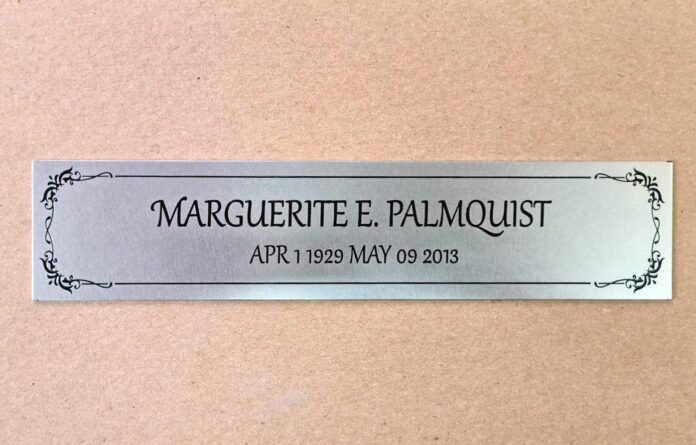 MARGUERITE E. PALMQUIST
APR 1 1929 MAY 09 2013